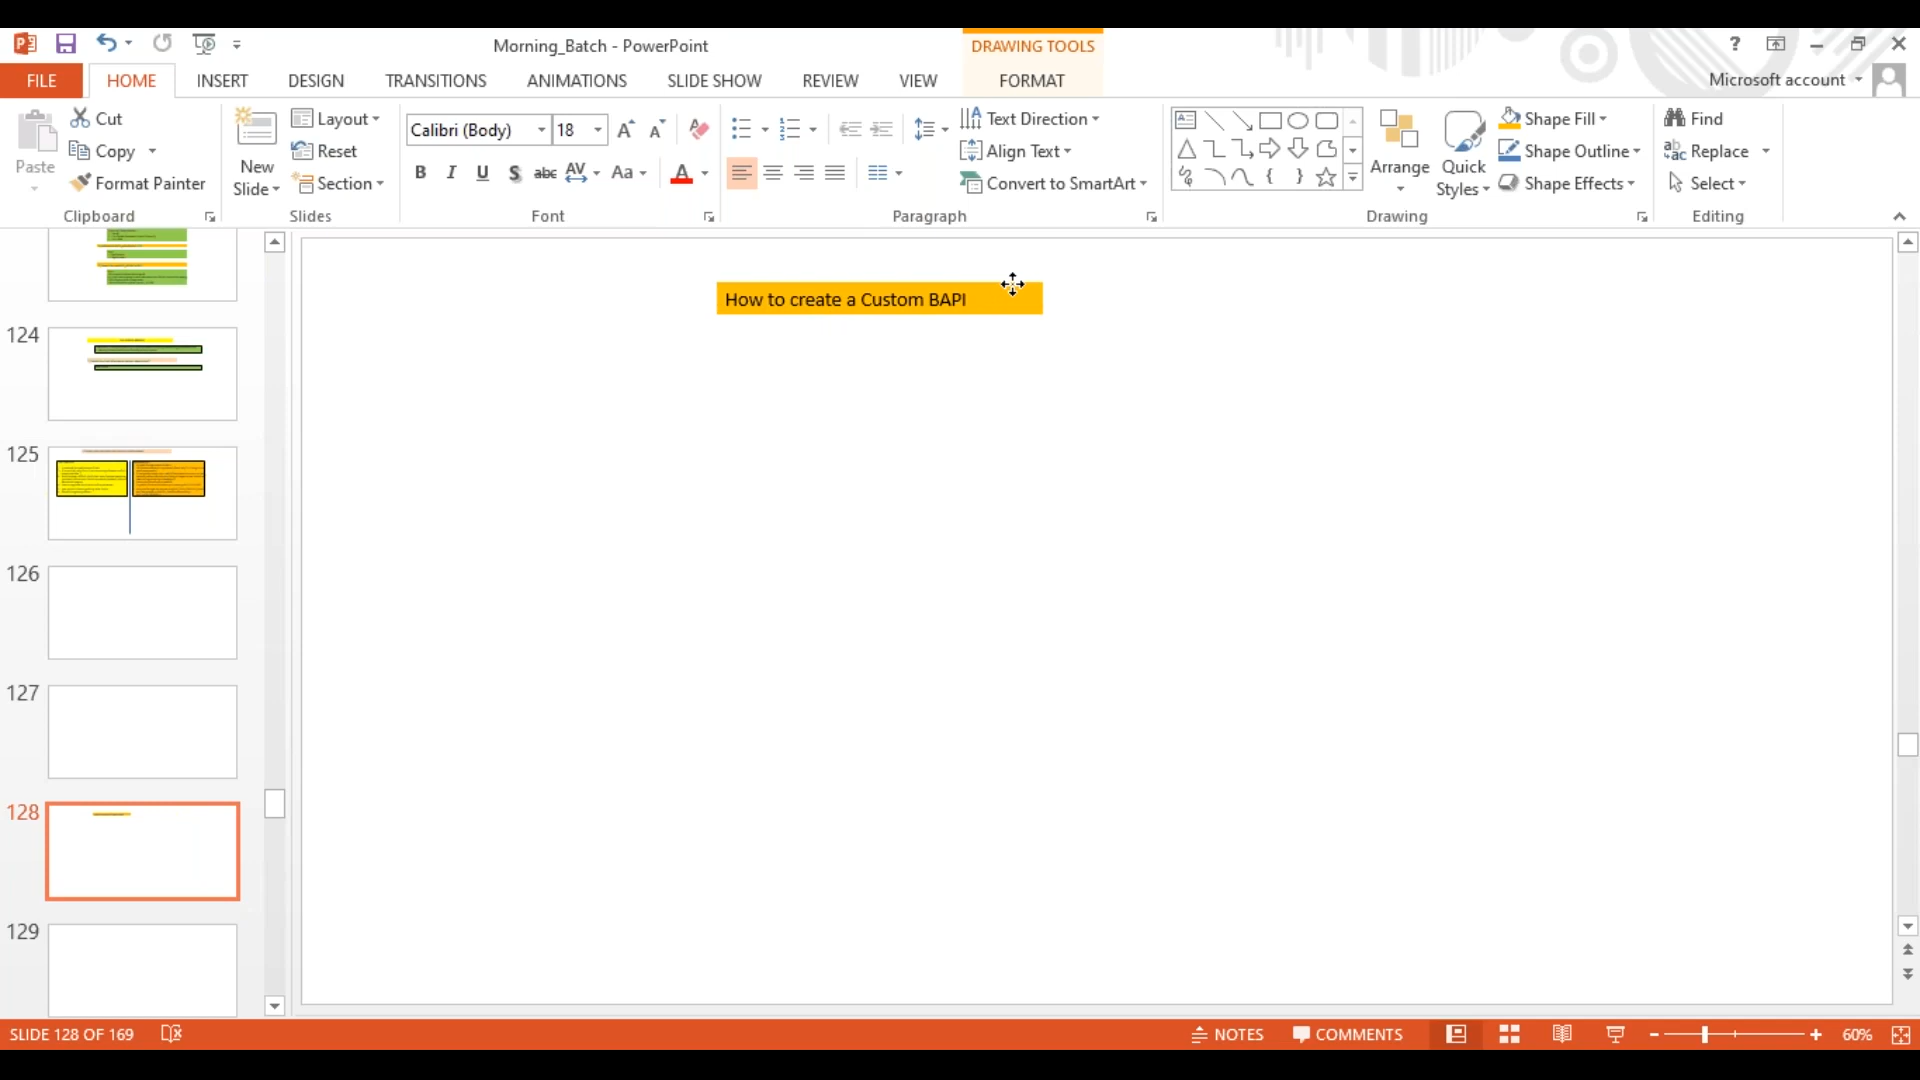 Morning_Batch - PowerPoint
DRAWING TOOLS
?
FILE
HOME
INSERT
DESIGN
TRANSITIONS
ANIMATIONS
SLIDE SHOW
REVIEW
VIEW
FORMAT
Microsoft account
Paste
Cut
Copy
Format Painter
Clipboard
New
Slide
Layout
Reset
Section
Slides
Calibri (Body)
18
B I U S abc AV Aa A
Font
Text Direction
Align Text
Convert to SmartArt
Paragraph
Arrange
Quick
Styles
Shape Fill
Shape Outline
Shape Effects
Drawing
Find
Replace
Select
Editing
124
125
126
127
128
129
How to create a Custom BAPI
SLIDE 128 OF 169
NOTES
COMMENTS
60%